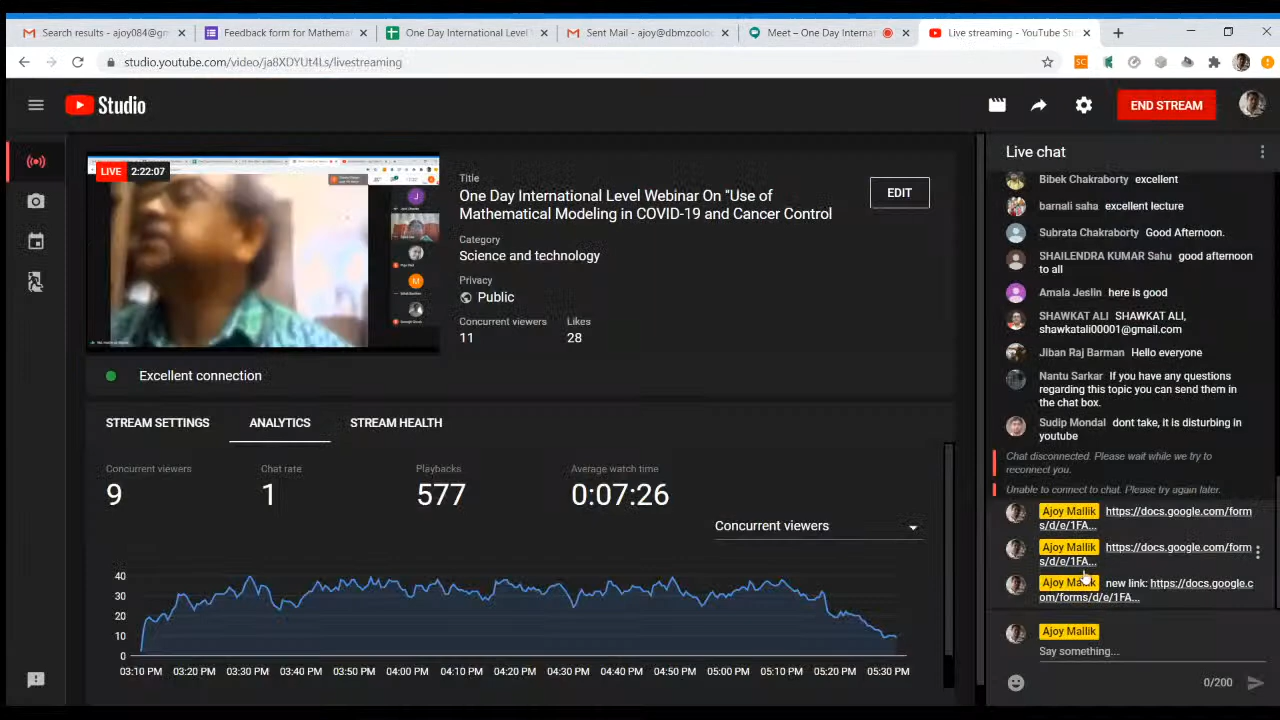 Search results - ajoy084@gm
Feedback form for Mathemat
One Day International Level
Sent Mail - ajoy@dbmzoolo
Meet – One Day Interna
Live streaming - YouTube St
studio.youtube.com/video/ja8XDYUt4Ls/livestreaming
SC
Studio
END STREAM
LIVE 2:22:07
J
M
Title
One Day International Level Webinar On "Use of
Mathematical Modeling in COVID-19 and Cancer Control
EDIT
Category
Science and technology
Privacy
Public
Concurrent viewers Likes
11 28
Excellent connection
STREAM SETTINGS ANALYTICS STREAM HEALTH
Concurrent viewers Chat rate Playbacks Average watch time
9 1 577 0:07:26
Concurrent viewers
40
30
20
10
0
03:10 PM 03:20 PM 03:30 PM 03:40 PM 03:50 PM 04:00 PM 04:10 PM 04:20 PM 04:30 PM 04:40 PM 04:50 PM 05:00 PM 05:10 PM 05:20 PM 05:30 PM
Live chat
Bibek Chakraborty excellent
barnali saha excellent lecture
Subrata Chakraborty Good Afternoon.
SHAILENDRA KUMAR Sahu good afternoon
to all
Amala Jeslin here is good
SHAWKAT ALI SHAWKAT ALI,
shawkatali00001@gmail.com
Jiban Raj Barman Hello everyone
Nantu Sarkar If you have any questions
regarding this topic you can send them in
the chat box.
Sudip Mondal dont take, it is disturbing in
youtube
Chat disconnected. Please wait while we try to
reconnect you.
Unable to connect to chat. Please try again later.
Ajoy Mallik https://docs.google.com/form
s/d/e/1FA...
Ajoy Mallik https://docs.google.com/form
s/d/e/1FA...
Ajoy Mallik new link: https://docs.google.c
om/forms/d/e/1FA...
Ajoy Mallik
Say something...
0/200